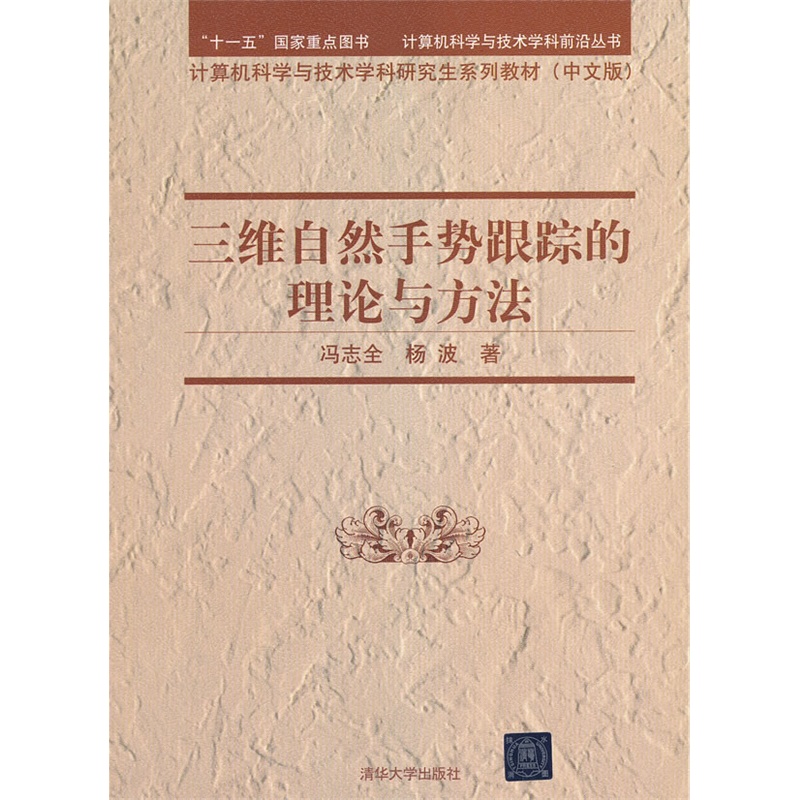 “十一五”国家重点图书 计算机科学与技术学科前沿丛书
计算机科学与技术学科研究生系列教材（中文版）
三维自然手势跟踪的
理论与方法
冯志全 杨波 著
清华大学出版社